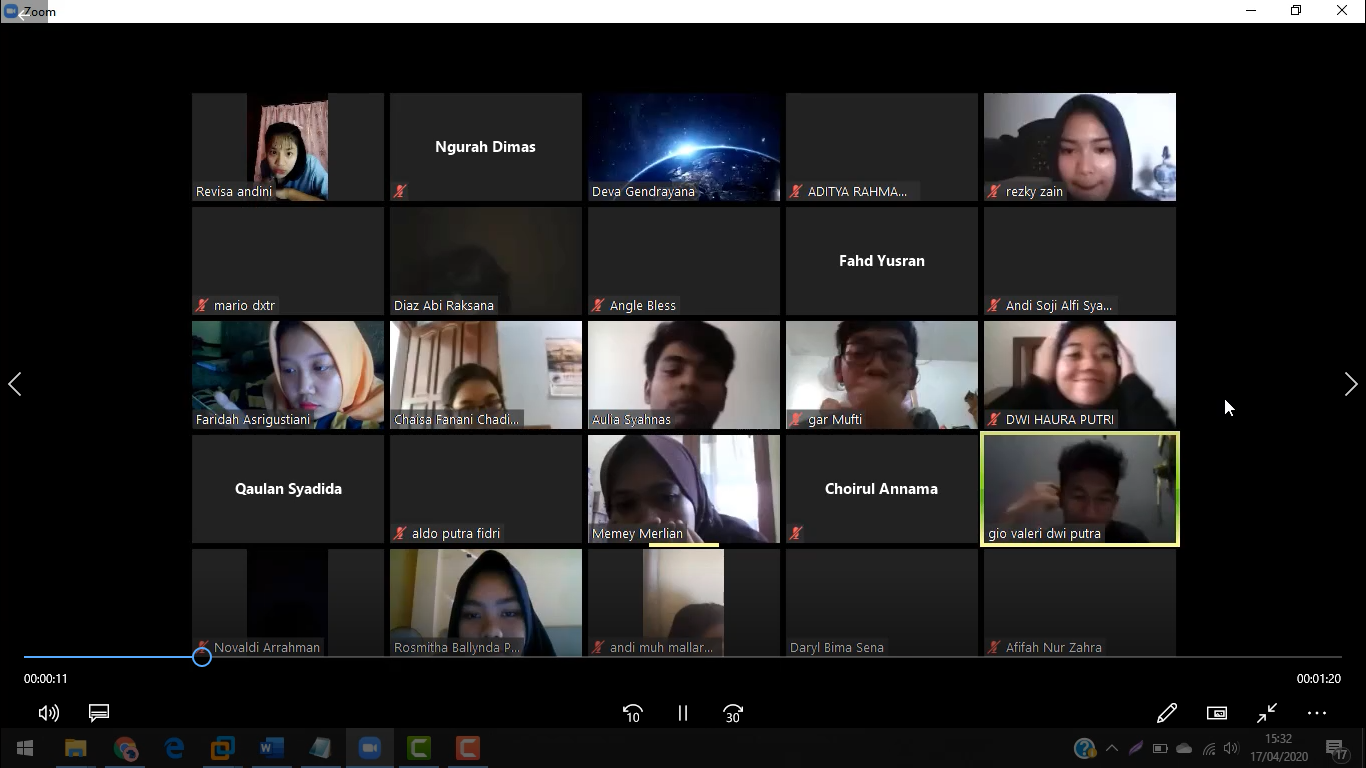 Zoom
Revisa andini
Ngurah Dimas
Deva Gendrayana
ADITYA RAHMA...
rezky zain
mario dxtr
Diaz Abi Raksana
Angle Bless
Fahd Yusran
Andi Soji Alfi Sya...
Faridah Asrigustiani
Chaisa Fanani Chadi...
Aulia Syahnas
gar Mufti
DWI HAURA PUTRI
Qaulan Syadida
aldo putra fidri
Memey Merlian
Choirul Annama
gio valeri dwi putra
Novaldi Arrahman
Rosmitha Ballynda P...
andi muh mallar...
Daryl Bima Sena
Afifah Nur Zahra
00:00:11
00:01:20
10
30
15:32
17/04/2020
17